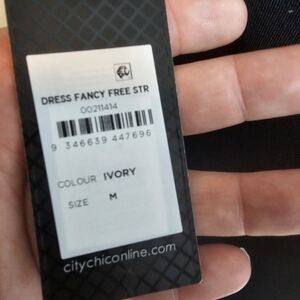 DRESS FANCY FREE STR
00211414
9 346639 447696
COLOUR IVORY
SIZE M
citychiconline.com